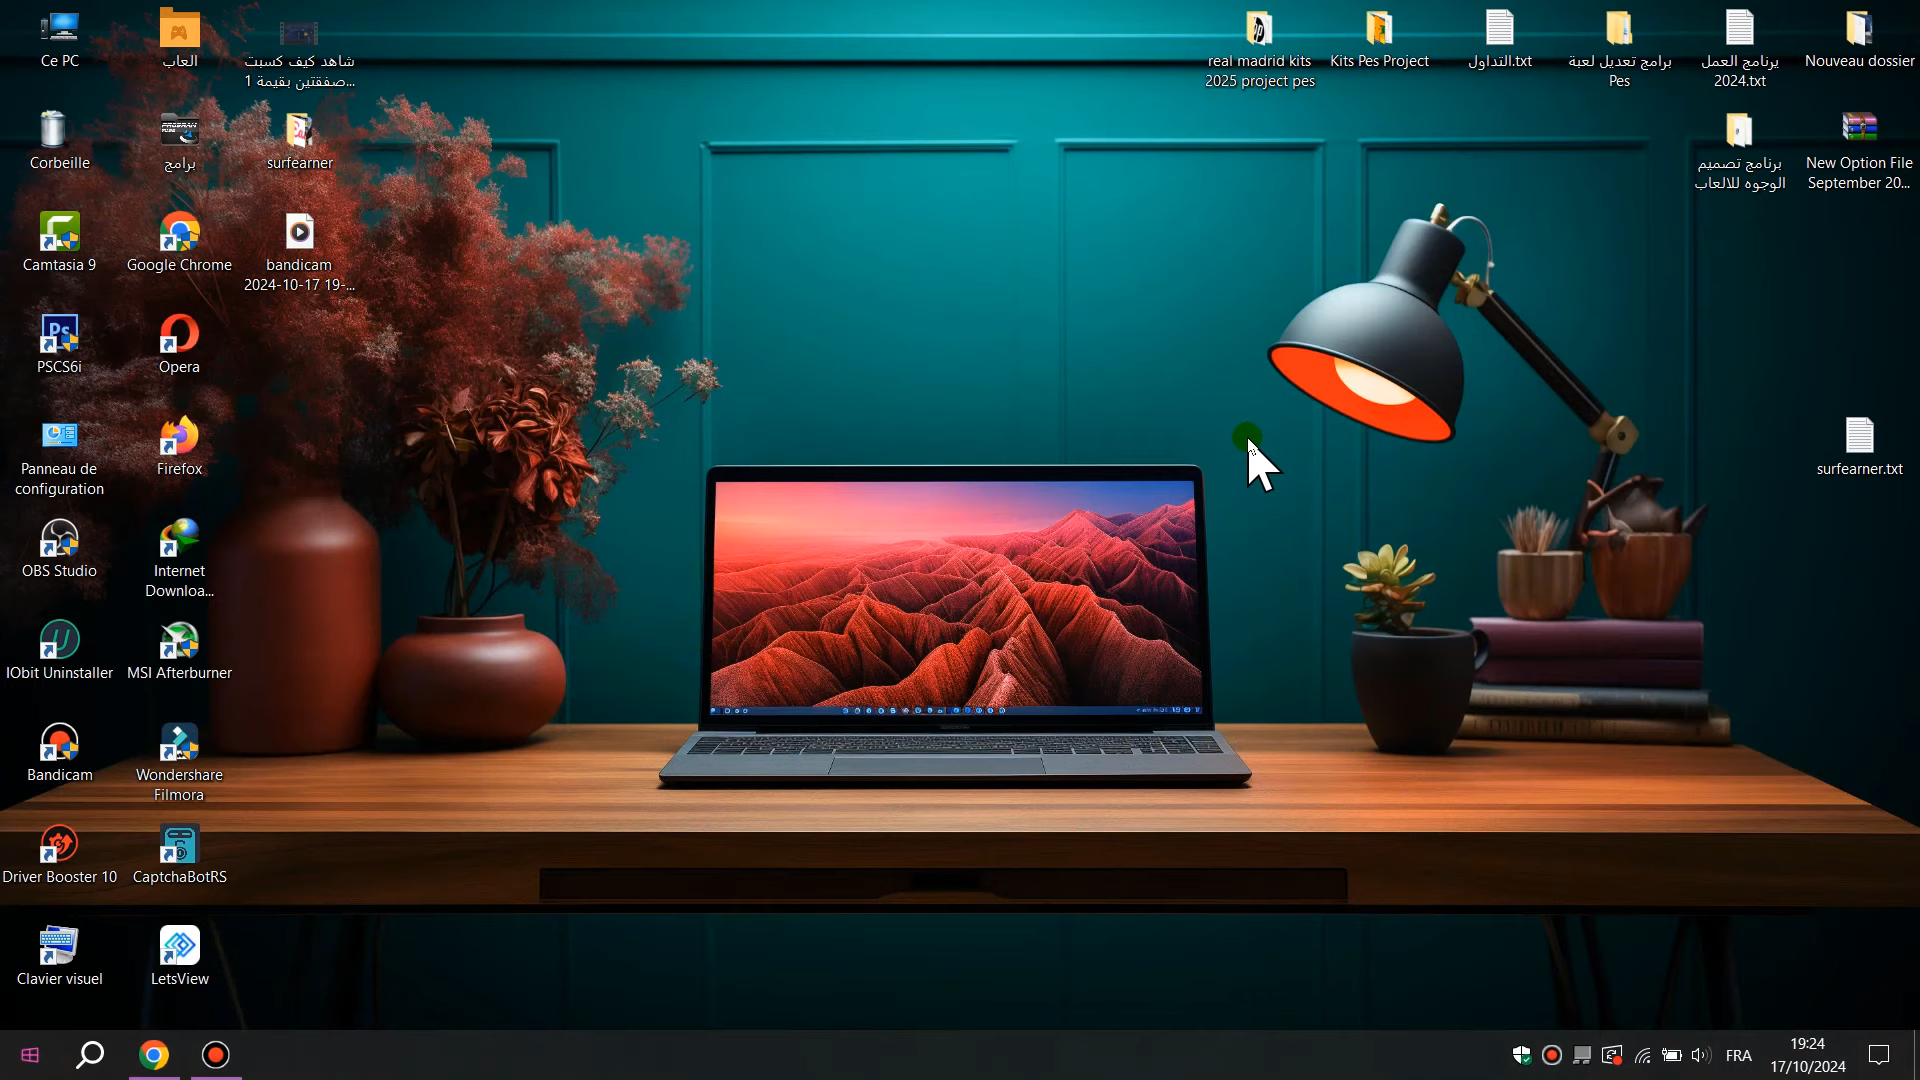 Ce PC
العاب
شاهد كيف كسبت
صفقتين بقيمة 1...
real madrid kits
2025 project pes
Kits Pes Project
التداول.txt
برامج تعديل لعبة
Pes
برنامج العمل
2024.txt
Nouveau dossier
Corbeille
برامج
surfearner
برنامج تصميم
الوجوه للالعاب
New Option File
September 20...
Camtasia 9
Google Chrome
bandicam
2024-10-17 19-...
PSCS6i
Opera
Panneau de
configuration
Firefox
surfearner.txt
OBS Studio
Internet
Downloa...
IObit Uninstaller
MSI Afterburner
Bandicam
Wondershare
Filmora
Driver Booster 10
CaptchaBotRS
Clavier visuel
LetsView
FRA
19:24
17/10/2024